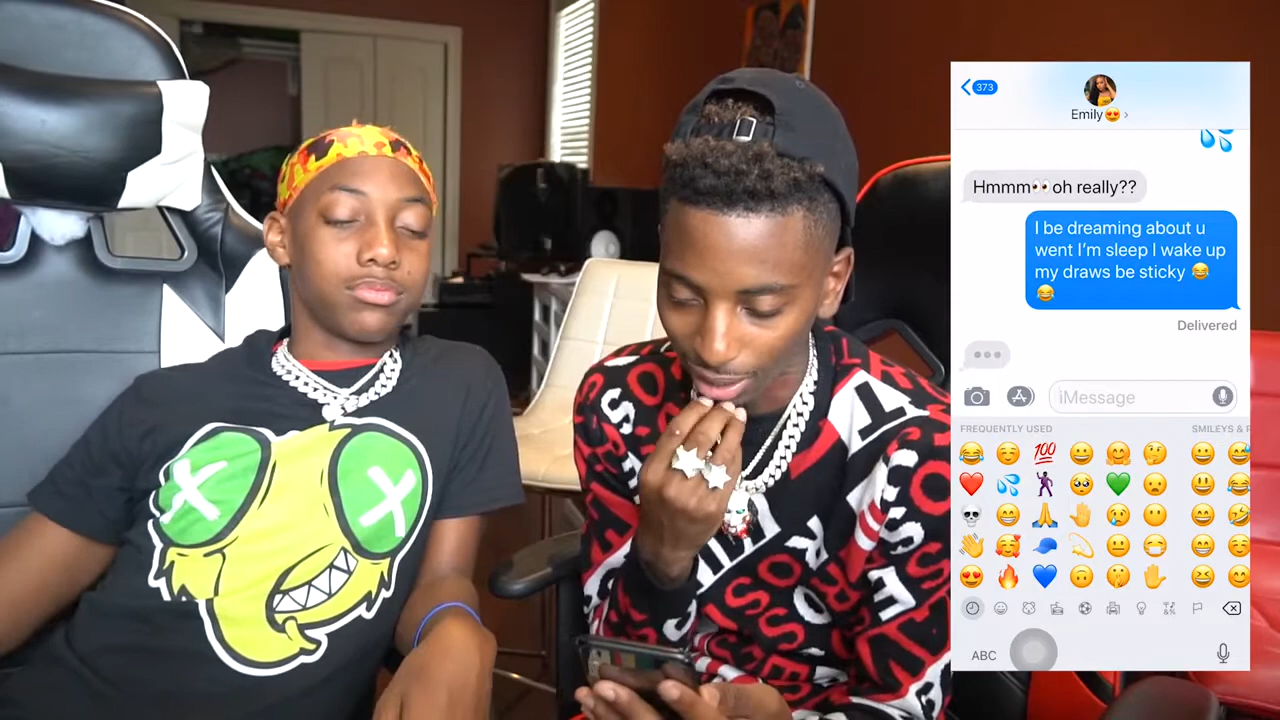 373
Emily😍 ›
💦
Hmmm👀oh really??
I be dreaming about u
went I'm sleep I wake up
my draws be sticky 😂
😂
Delivered
iMessage
FREQUENTLY USED
SMILEYS & P
💯
ABC